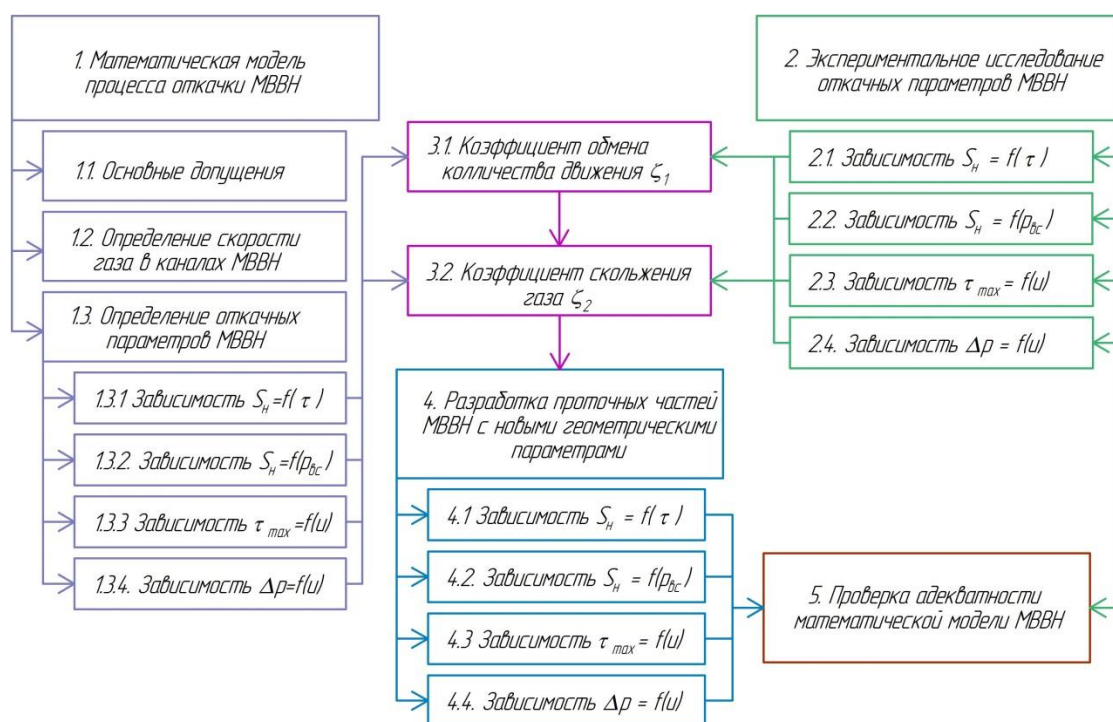 1. Математическая модель
процесса откачки МВВН
1.1. Основные допущения
1.2. Определение скорости
газа в каналах МВВН
1.3. Определение откачных
параметров МВВН
1.3.1 Зависимость Sн=f( τ )
1.3.2. Зависимость Sн=f(pвс)
1.3.3 Зависимость τ max=f(u)
1.3.4. Зависимость Δp=f(u)
3.1. Коэффициент обмена
колличества движения ζ1
3.2. Коэффициент скольжения
газа ζ2
2. Экспериментальное исследование
откачных параметров МВВН
2.1. Зависимость Sн = f( τ )
2.2. Зависимость Sн = f(pвс)
2.3. Зависимость τ max = f(u)
2.4. Зависимость Δp = f(u)
4. Разработка проточных частей
МВВН с новыми геометрическими
параметрами
4.1 Зависимость Sн = f( τ )
4.2. Зависимость Sн = f(pвс)
4.3 Зависимость τ max = f(u)
4.4. Зависимость Δp = f(u)
5. Проверка адекватности
математической модели МВВН